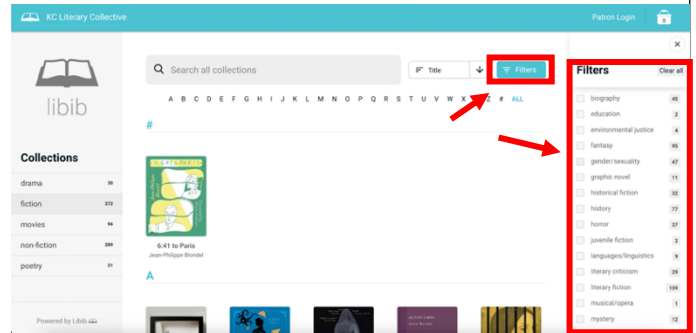 KC Literary Collective
Patron Login
libib
Collections
drama 38
fiction 372
movies 94
non-fiction 289
poetry 31
Powered by Libib
Search all collections
Title
Filters
A B C D E F G H I J K L M N O P Q R S T U V W X Y Z # ALL
#
6:41 to Paris
Jean-Philippe Blondel
A
Filters
Clear all
biography 45
education 2
environmental justice 4
fantasy 95
gender/sexuality 47
graphic novel 11
historical fiction 32
history 77
horror 37
juvenile fiction 2
languages/linguistics 9
literary criticism 29
literary fiction 159
musical/opera 1
mystery 12